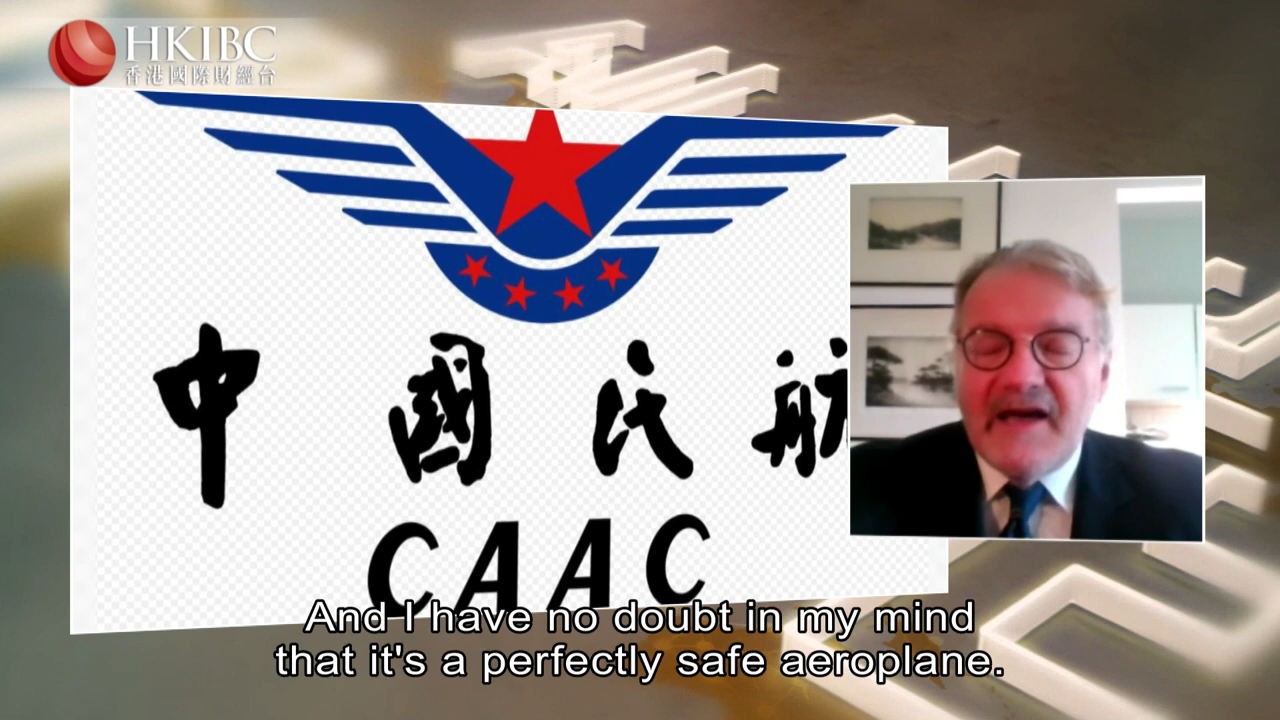 HKIBC
香港國際財經台
中國民航
CAAC
And I have no doubt in my mind
that it's a perfectly safe aeroplane.